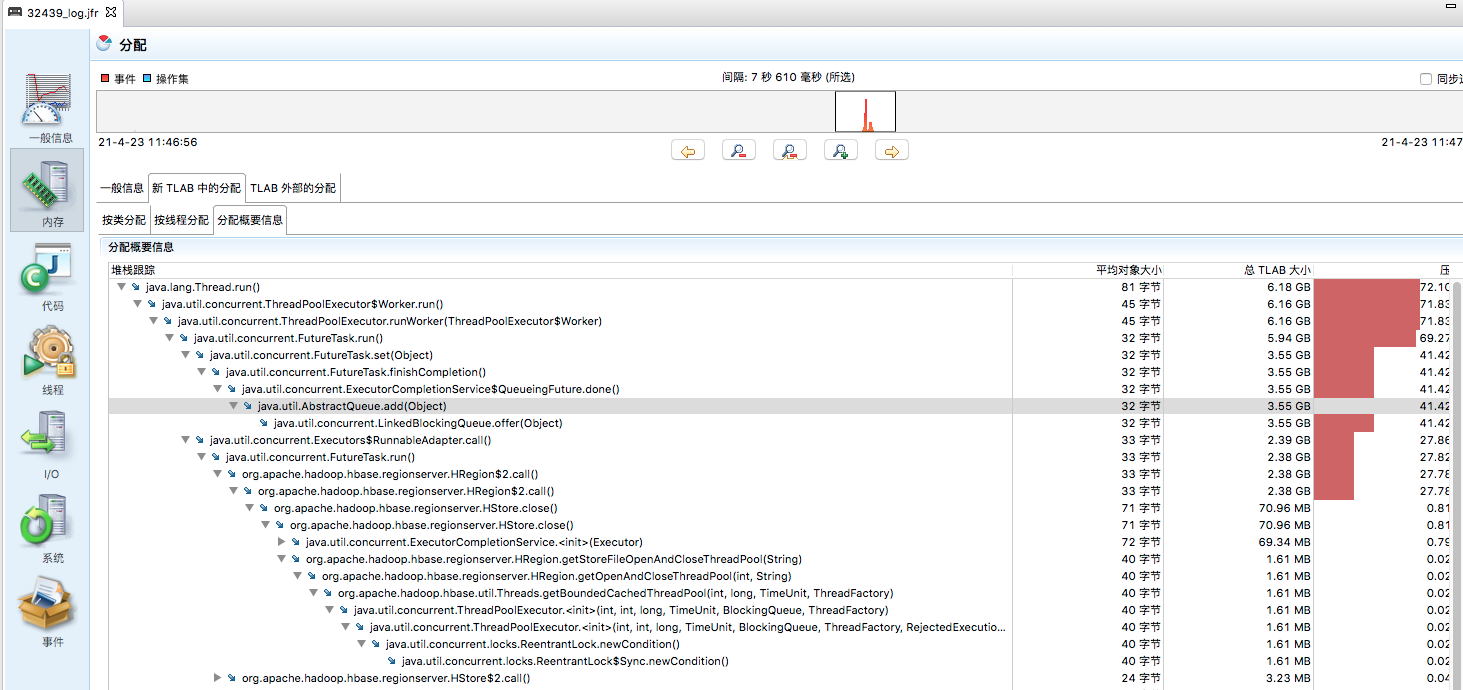 32439_log.jfr
分配
事件 操作集 间隔: 7 秒 610 毫秒 (所选) 同步
21-4-23 11:46:56 21-4-23 11:47
一般信息
内存
代码
线程
I/O
系统
事件
一般信息 新 TLAB 中的分配 TLAB 外部的分配
按类分配 按线程分配 分配概要信息
分配概要信息
堆栈跟踪 平均对象大小 总 TLAB 大小 压
java.lang.Thread.run() 81 字节 6.18 GB 72.10
java.util.concurrent.ThreadPoolExecutor$Worker.run() 45 字节 6.16 GB 71.83
java.util.concurrent.ThreadPoolExecutor.runWorker(ThreadPoolExecutor$Worker) 45 字节 6.16 GB 71.83
java.util.concurrent.FutureTask.run() 32 字节 5.94 GB 69.27
java.util.concurrent.FutureTask.set(Object) 32 字节 3.55 GB 41.42
java.util.concurrent.FutureTask.finishCompletion() 32 字节 3.55 GB 41.42
java.util.concurrent.ExecutorCompletionService$QueueingFuture.done() 32 字节 3.55 GB 41.42
java.util.AbstractQueue.add(Object) 32 字节 3.55 GB 41.42
java.util.concurrent.LinkedBlockingQueue.offer(Object) 32 字节 3.55 GB 41.42
java.util.concurrent.Executors$RunnableAdapter.call() 33 字节 2.39 GB 27.86
java.util.concurrent.FutureTask.run() 33 字节 2.38 GB 27.82
org.apache.hadoop.hbase.regionserver.HRegion$2.call() 33 字节 2.38 GB 27.78
org.apache.hadoop.hbase.regionserver.HRegion$2.call() 33 字节 2.38 GB 27.78
org.apache.hadoop.hbase.regionserver.HStore.close() 71 字节 70.96 MB 0.81
org.apache.hadoop.hbase.regionserver.HStore.close() 71 字节 70.96 MB 0.81
java.util.concurrent.ExecutorCompletionService.<init>(Executor) 72 字节 69.34 MB 0.79
org.apache.hadoop.hbase.regionserver.HRegion.getStoreFileOpenAndCloseThreadPool(String) 40 字节 1.61 MB 0.02
org.apache.hadoop.hbase.regionserver.HRegion.getOpenAndCloseThreadPool(int, String) 40 字节 1.61 MB 0.02
org.apache.hadoop.hbase.util.Threads.getBoundedCachedThreadPool(int, long, TimeUnit, ThreadFactory) 40 字节 1.61 MB 0.02
java.util.concurrent.ThreadPoolExecutor.<init>(int, int, long, TimeUnit, BlockingQueue, ThreadFactory) 40 字节 1.61 MB 0.02
java.util.concurrent.ThreadPoolExecutor.<init>(int, int, long, TimeUnit, BlockingQueue, ThreadFactory, RejectedExecutio... 40 字节 1.61 MB 0.02
java.util.concurrent.locks.ReentrantLock.newCondition() 40 字节 1.61 MB 0.02
java.util.concurrent.locks.ReentrantLock$Sync.newCondition() 40 字节 1.61 MB 0.02
org.apache.hadoop.hbase.regionserver.HStore$2.call() 24 字节 3.23 MB 0.04